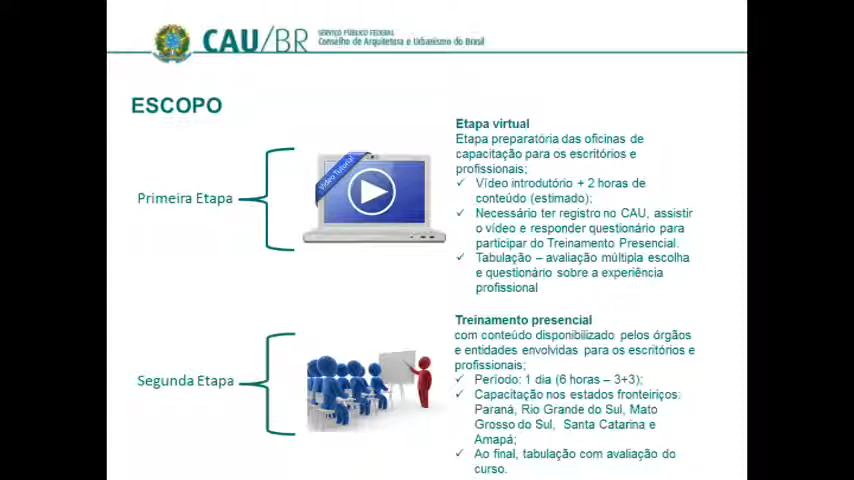 CAU/BR
SERVIÇO PÚBLICO FEDERAL
Conselho de Arquitetura e Urbanismo do Brasil
ESCOPO
Primeira Etapa
Vídeo Tutorial
Etapa virtual
Etapa preparatória das oficinas de
capacitação para os escritórios e
profissionais;
✓ Vídeo introdutório + 2 horas de
conteúdo (estimado);
✓ Necessário ter registro no CAU, assistir
o vídeo e responder questionário para
participar do Treinamento Presencial.
✓ Tabulação – avaliação múltipla escolha
e questionário sobre a experiência
profissional
Segunda Etapa
Treinamento presencial
com conteúdo disponibilizado pelos órgãos
e entidades envolvidas para os escritórios e
profissionais;
✓ Período: 1 dia (6 horas – 3+3);
✓ Capacitação nos estados fronteiriços:
Paraná, Rio Grande do Sul, Mato
Grosso do Sul, Santa Catarina e
Amapá;
✓ Ao final, tabulação com avaliação do
curso.